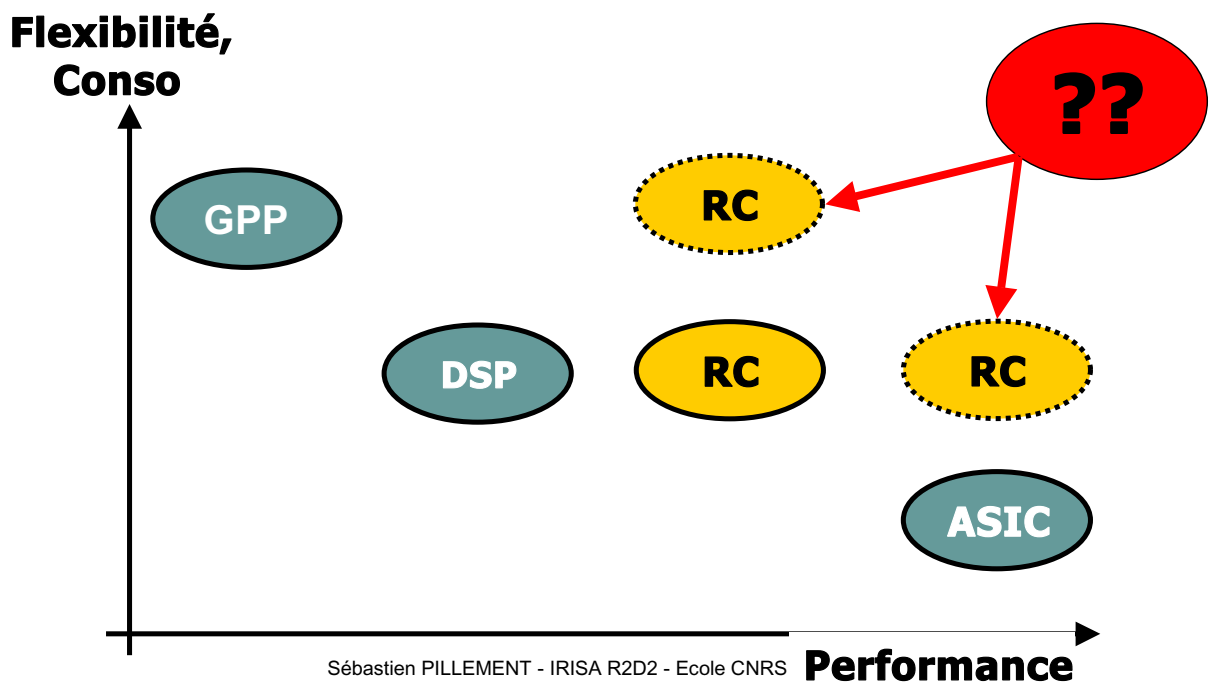 Flexibilité,
Conso
??
GPP
RC
DSP
RC
RC
ASIC
Sébastien PILLEMENT - IRISA R2D2 - Ecole CNRS
Performance